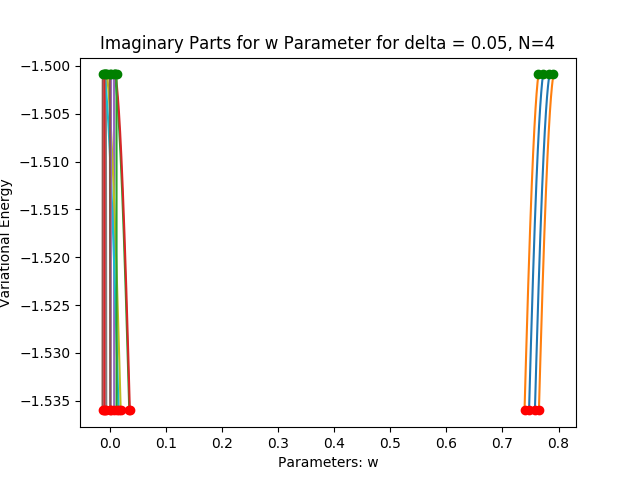 Imaginary Parts for w Parameter for delta = 0.05, N=4
Variational Energy
−1.500
−1.505
−1.510
−1.515
−1.520
−1.525
−1.530
−1.535
0.0 0.1 0.2 0.3 0.4 0.5 0.6 0.7 0.8
Parameters: w